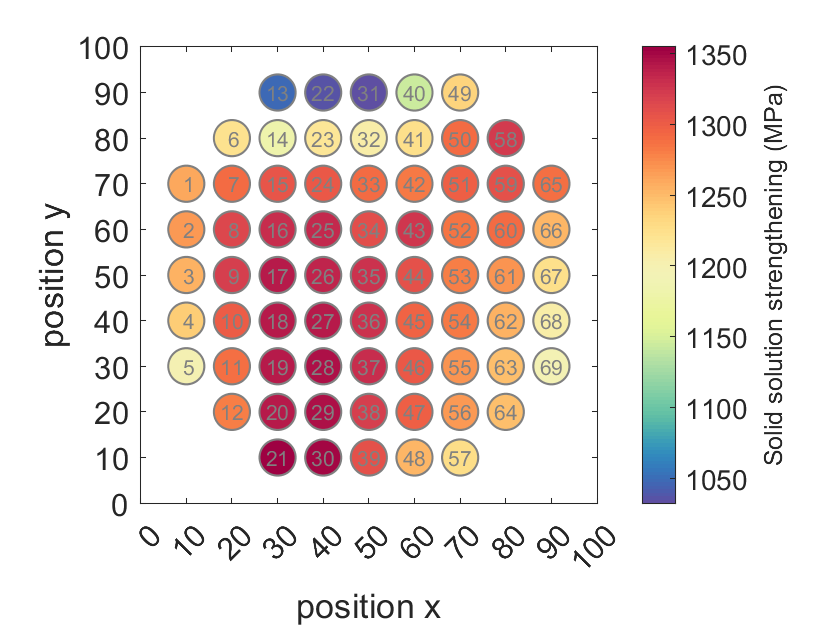 100
90
80
70
60
50
40
30
20
10
0
position y
13 22 31 40 49
6 14 23 32 41 50 58
1 7 15 24 33 42 51 59 65
2 8 16 25 34 43 52 60 66
3 9 17 26 35 44 53 61 67
4 10 18 27 36 45 54 62 68
5 11 19 28 37 46 55 63 69
12 20 29 38 47 56 64
21 30 39 48 57
0 10 20 30 40 50 60 70 80 90 100
position x
1350
1300
1250
1200
1150
1100
1050
Solid solution strengthening (MPa)